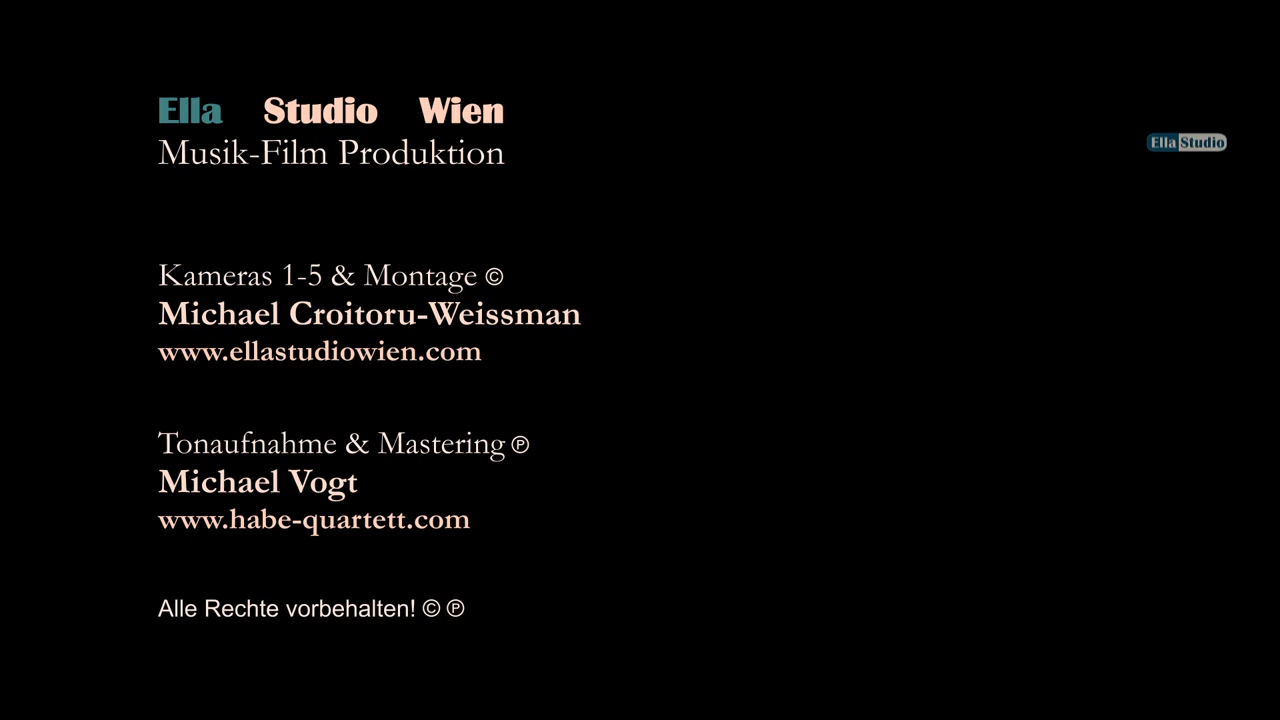 Ella Studio Wien
Musik-Film Produktion
Ella Studio
Kameras 1-5 & Montage ©
Michael Croitoru-Weissman
www.ellastudiowien.com
Tonaufnahme & Mastering ℗
Michael Vogt
www.habe-quartett.com
Alle Rechte vorbehalten! © ℗